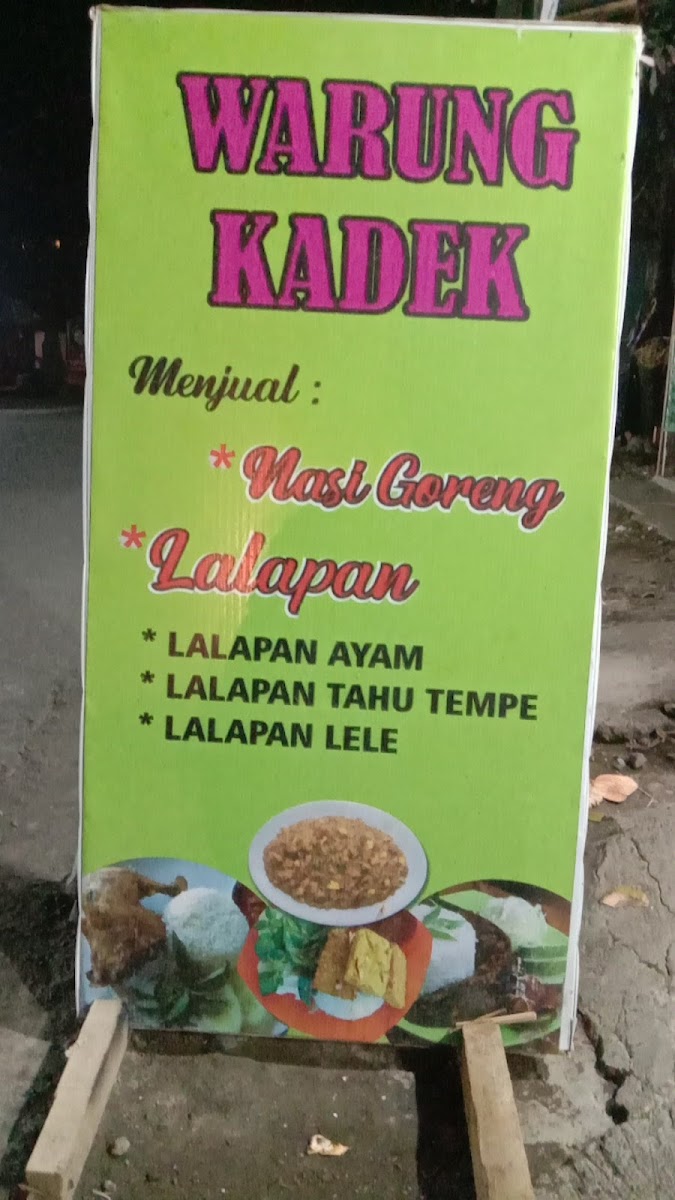 WARUNG
KADEK
Menjual :
* Nasi Goreng
* Lalapan
* LALAPAN AYAM
* LALAPAN TAHU TEMPE
* LALAPAN LELE